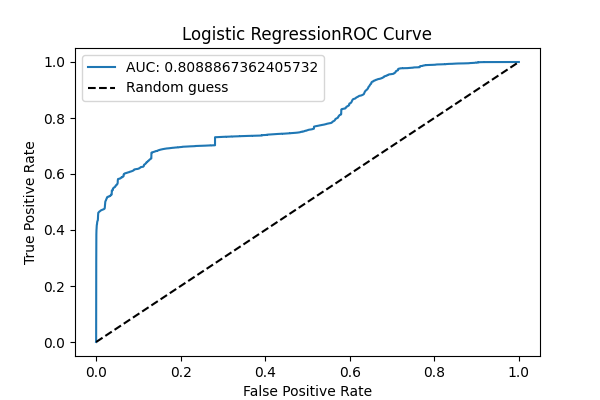 Logistic RegressionROC Curve
AUC: 0.8088867362405732
Random guess
True Positive Rate
1.0
0.8
0.6
0.4
0.2
0.0
0.0 0.2 0.4 0.6 0.8 1.0
False Positive Rate